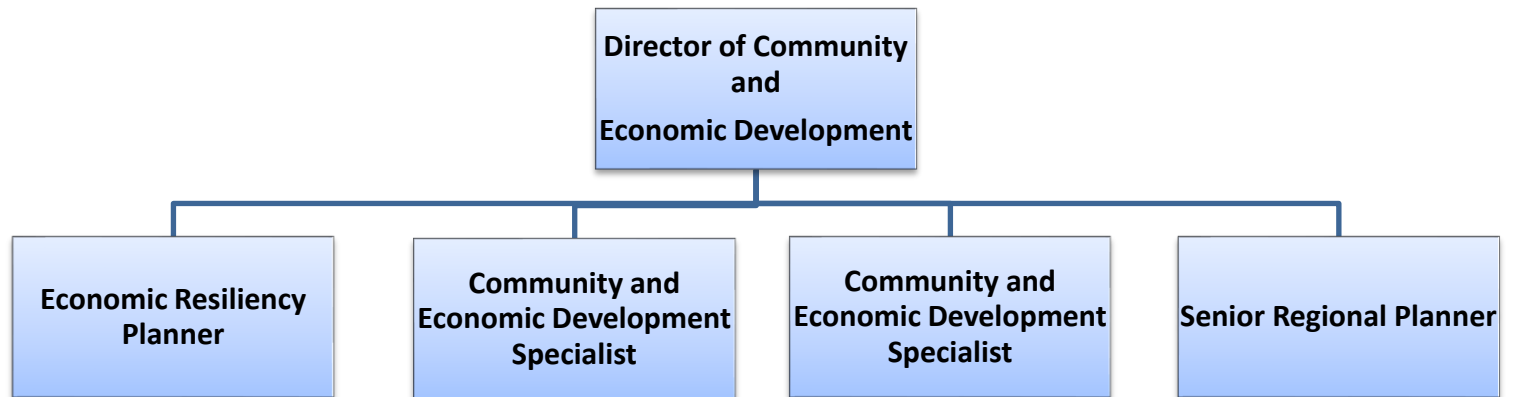 Director of Community
and
Economic Development
Economic Resiliency
Planner
Community and
Economic Development
Specialist
Community and
Economic Development
Specialist
Senior Regional Planner